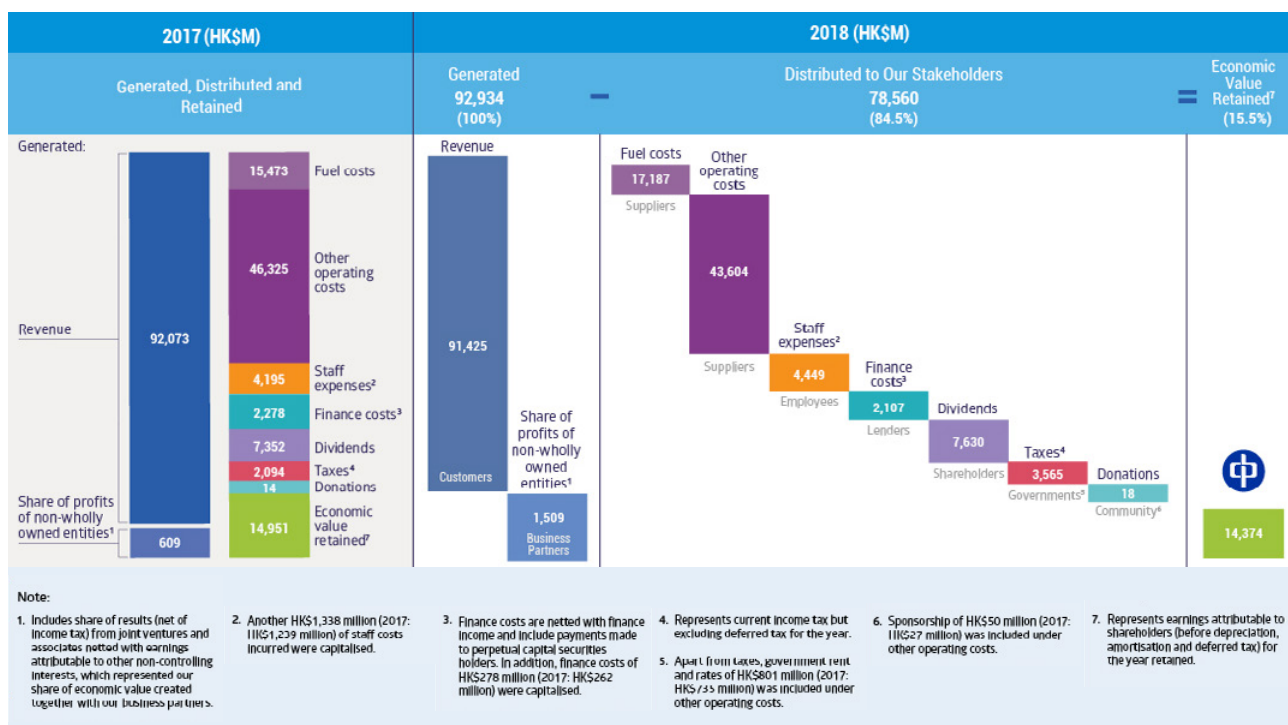 2017 (HK$M)
2018 (HK$M)
Generated, Distributed and
Retained
Generated
92,934
(100%)
–
Distributed to Our Stakeholders
78,560
(84.5%)
=
Economic
Value
Retained⁷
(15.5%)
Generated:
Revenue
Share of profits
of non-wholly
owned entities¹
92,073
609
15,473
Fuel costs
46,325
Other
operating
costs
4,195
Staff
expenses²
2,278
Finance costs³
7,352
Dividends
2,094
Taxes⁴
14
Donations
14,951
Economic
value
retained⁷
Revenue
91,425
Customers
Share of
profits of
non-wholly
owned
entities¹
1,509
Business
Partners
Fuel costs
17,187
Suppliers
Other
operating
costs
43,604
Suppliers
Staff
expenses²
4,449
Employees
Finance
costs³
2,107
Lenders
Dividends
7,630
Shareholders
Taxes⁴
3,565
Governments⁵
Donations
18
Community⁶
14,374
Note:
1. Includes share of results (net of
income tax) from joint ventures and
associates netted with earnings
attributable to other non-controlling
interests, which represented our
share of economic value created
together with our business partners.
2. Another HK$1,338 million (2017:
HK$1,239 million) of staff costs
incurred were capitalised.
3. Finance costs are netted with finance
income and include payments made
to perpetual capital securities
holders. In addition, finance costs of
HK$278 million (2017: HK$262
million) were capitalised.
4. Represents current income tax but
excluding deferred tax for the year.
5. Apart from taxes, government rent
and rates of HK$801 million (2017:
HK$735 million) was included under
other operating costs.
6. Sponsorship of HK$50 million (2017:
HK$27 million) was included under
other operating costs.
7. Represents earnings attributable to
shareholders (before depreciation,
amortisation and deferred tax) for
the year retained.